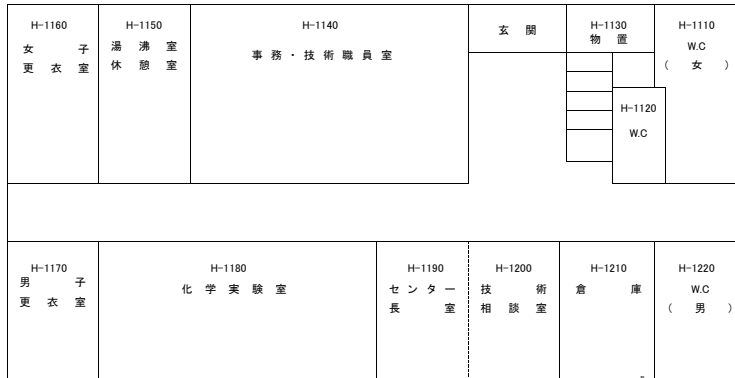 H-1160
女子
更衣室
H-1150
湯沸室
休憩室
H-1140
事務・技術職員室
玄関
H-1130
物置
H-1110
W.C
(女)
H-1120
W.C
H-1170
男子
更衣室
H-1180
化学実験室
H-1190
センター
長室
H-1200
技術
相談室
H-1210
倉庫
H-1220
W.C
(男)